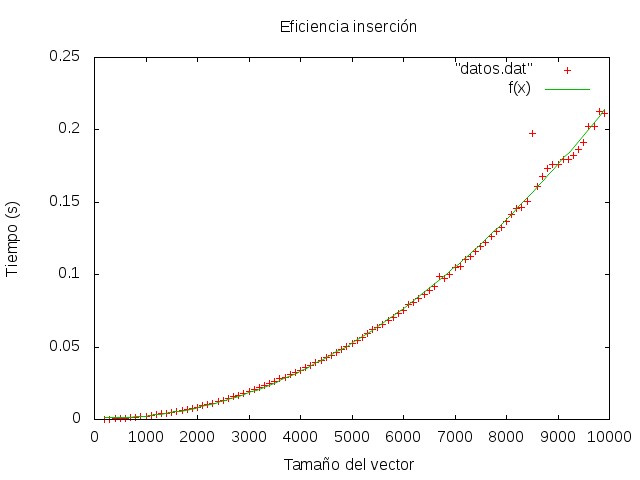 Eficiencia inserción
0.25
"datos.dat"
f(x)
0.2
0.15
Tiempo (s)
0.1
0.05
0
0 1000 2000 3000 4000 5000 6000 7000 8000 9000 10000
Tamaño del vector